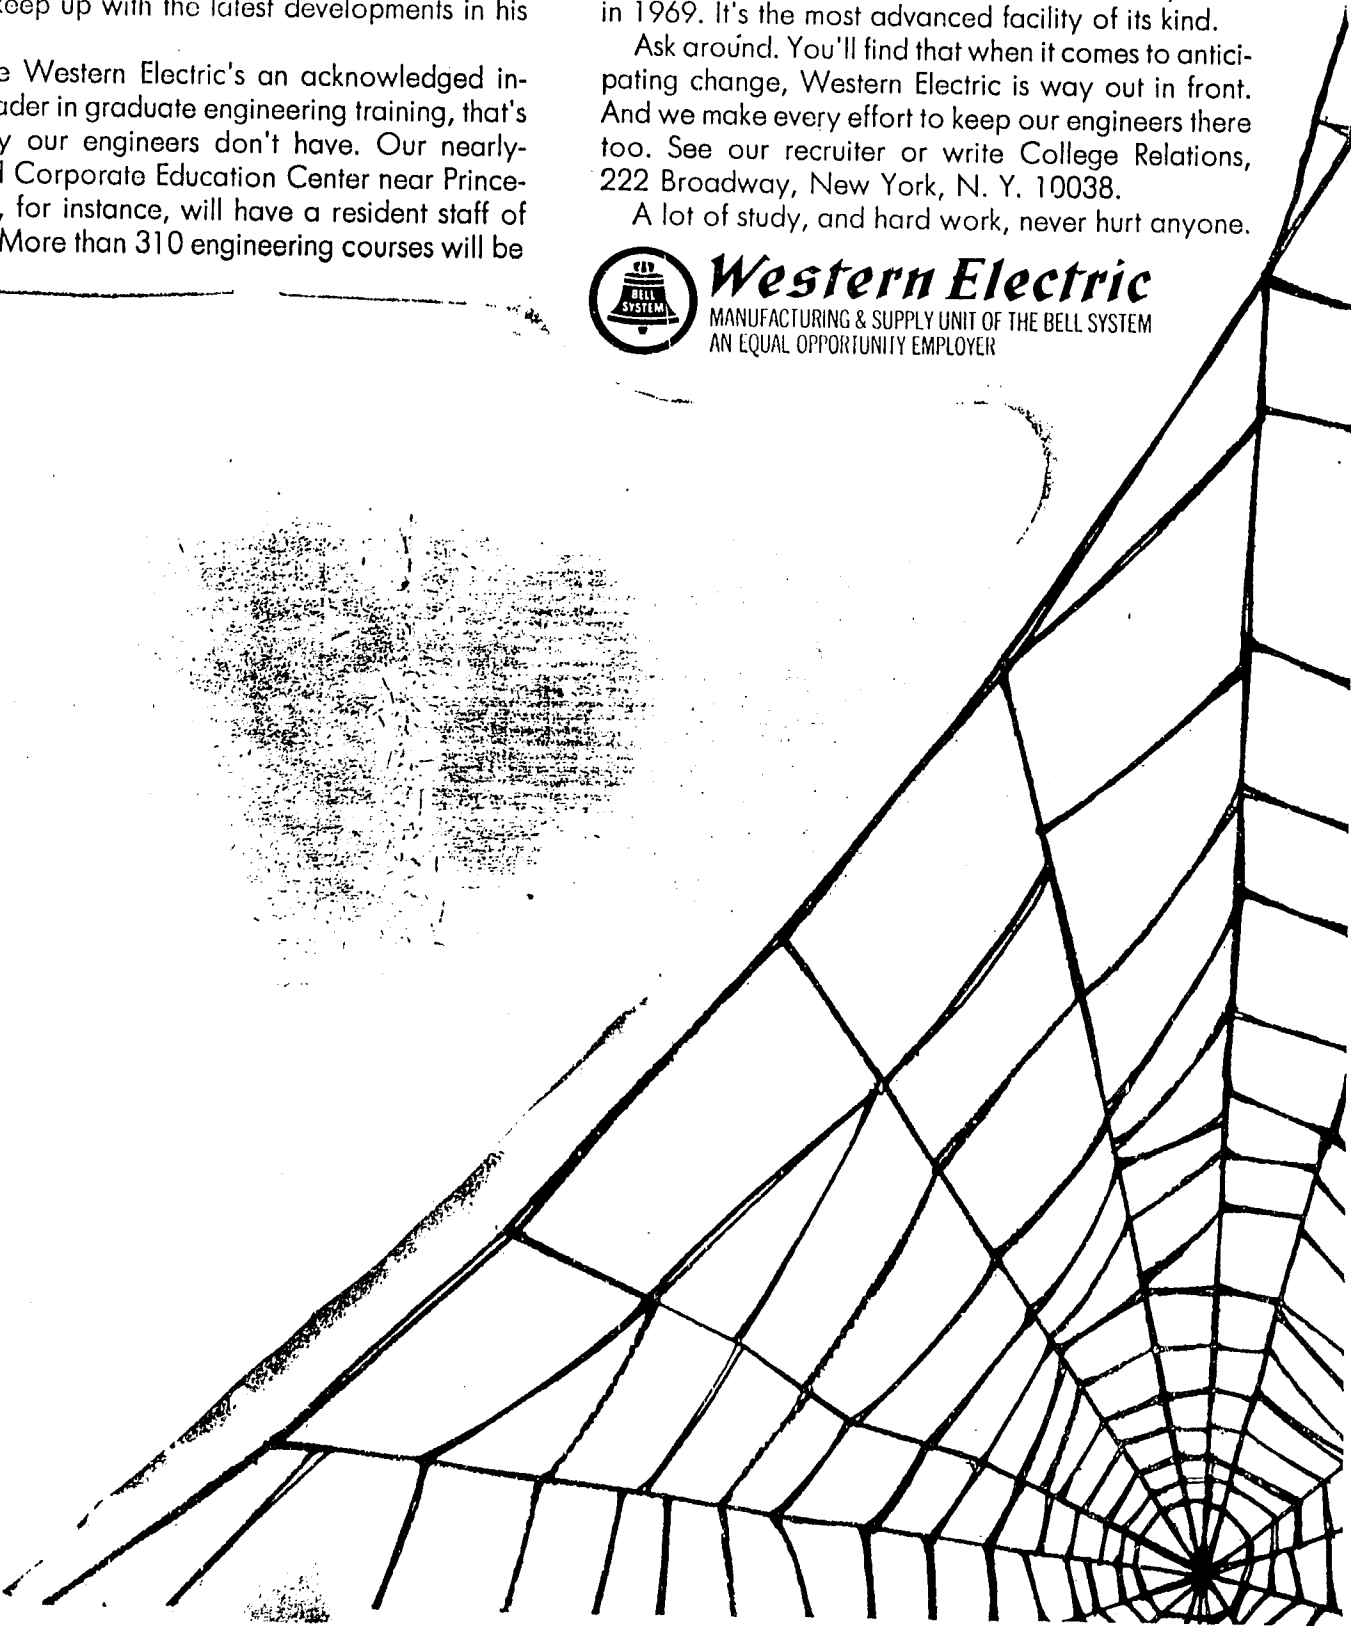 keep up with the latest developments in his
Western Electric's an acknowledged in-
ader in graduate engineering training, that's
y our engineers don't have. Our nearly-
Corporate Education Center near Prince-
, for instance, will have a resident staff of
More than 310 engineering courses will be
in 1969. It's the most advanced facility of its kind.
Ask around. You'll find that when it comes to antici-
pating change, Western Electric is way out in front.
And we make every effort to keep our engineers there
too. See our recruiter or write College Relations,
222 Broadway, New York, N. Y. 10038.
A lot of study, and hard work, never hurt anyone.
BELL
SYSTEM
Western Electric
MANUFACTURING & SUPPLY UNIT OF THE BELL SYSTEM
AN EQUAL OPPORTUNITY EMPLOYER